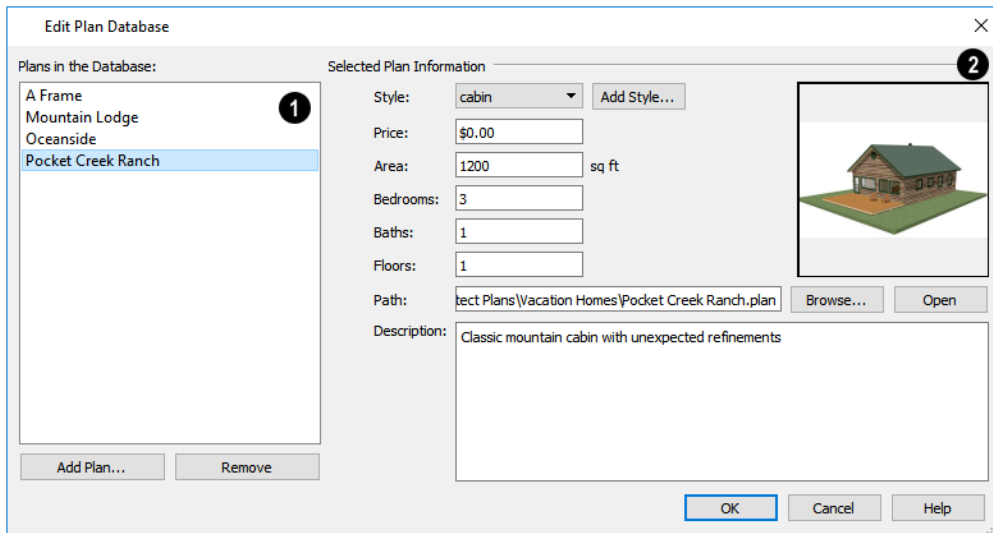 Edit Plan Database
Plans in the Database:
A Frame
Mountain Lodge
Oceanside
Pocket Creek Ranch
1
Add Plan...
Remove
Selected Plan Information
2
Style: cabin Add Style...
Price: $0.00
Area: 1200 sq ft
Bedrooms: 3
Baths: 1
Floors: 1
Path: tect Plans\Vacation Homes\Pocket Creek Ranch.plan Browse... Open
Description: Classic mountain cabin with unexpected refinements
OK Cancel Help